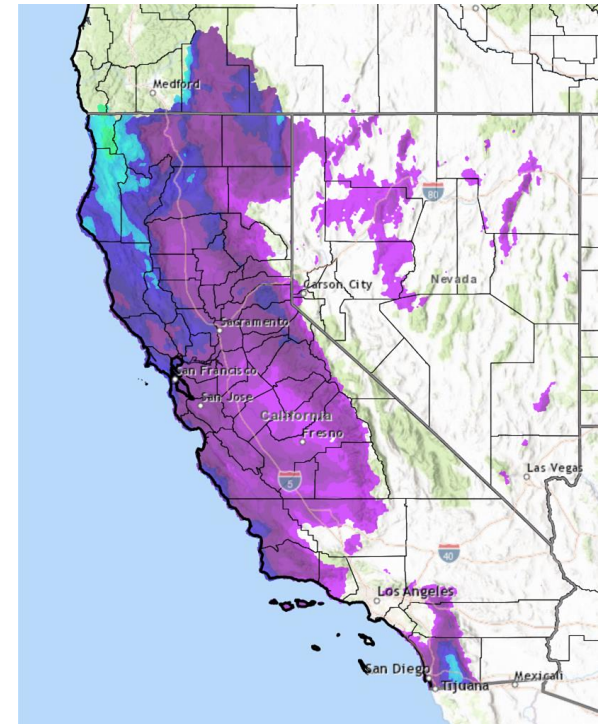 Medford
80
Nevada
Carson City
Sacramento
San Francisco
San Jose
California
Fresno
5
Las Vegas
40
Los Angeles
San Diego
Tijuana
Mexicali